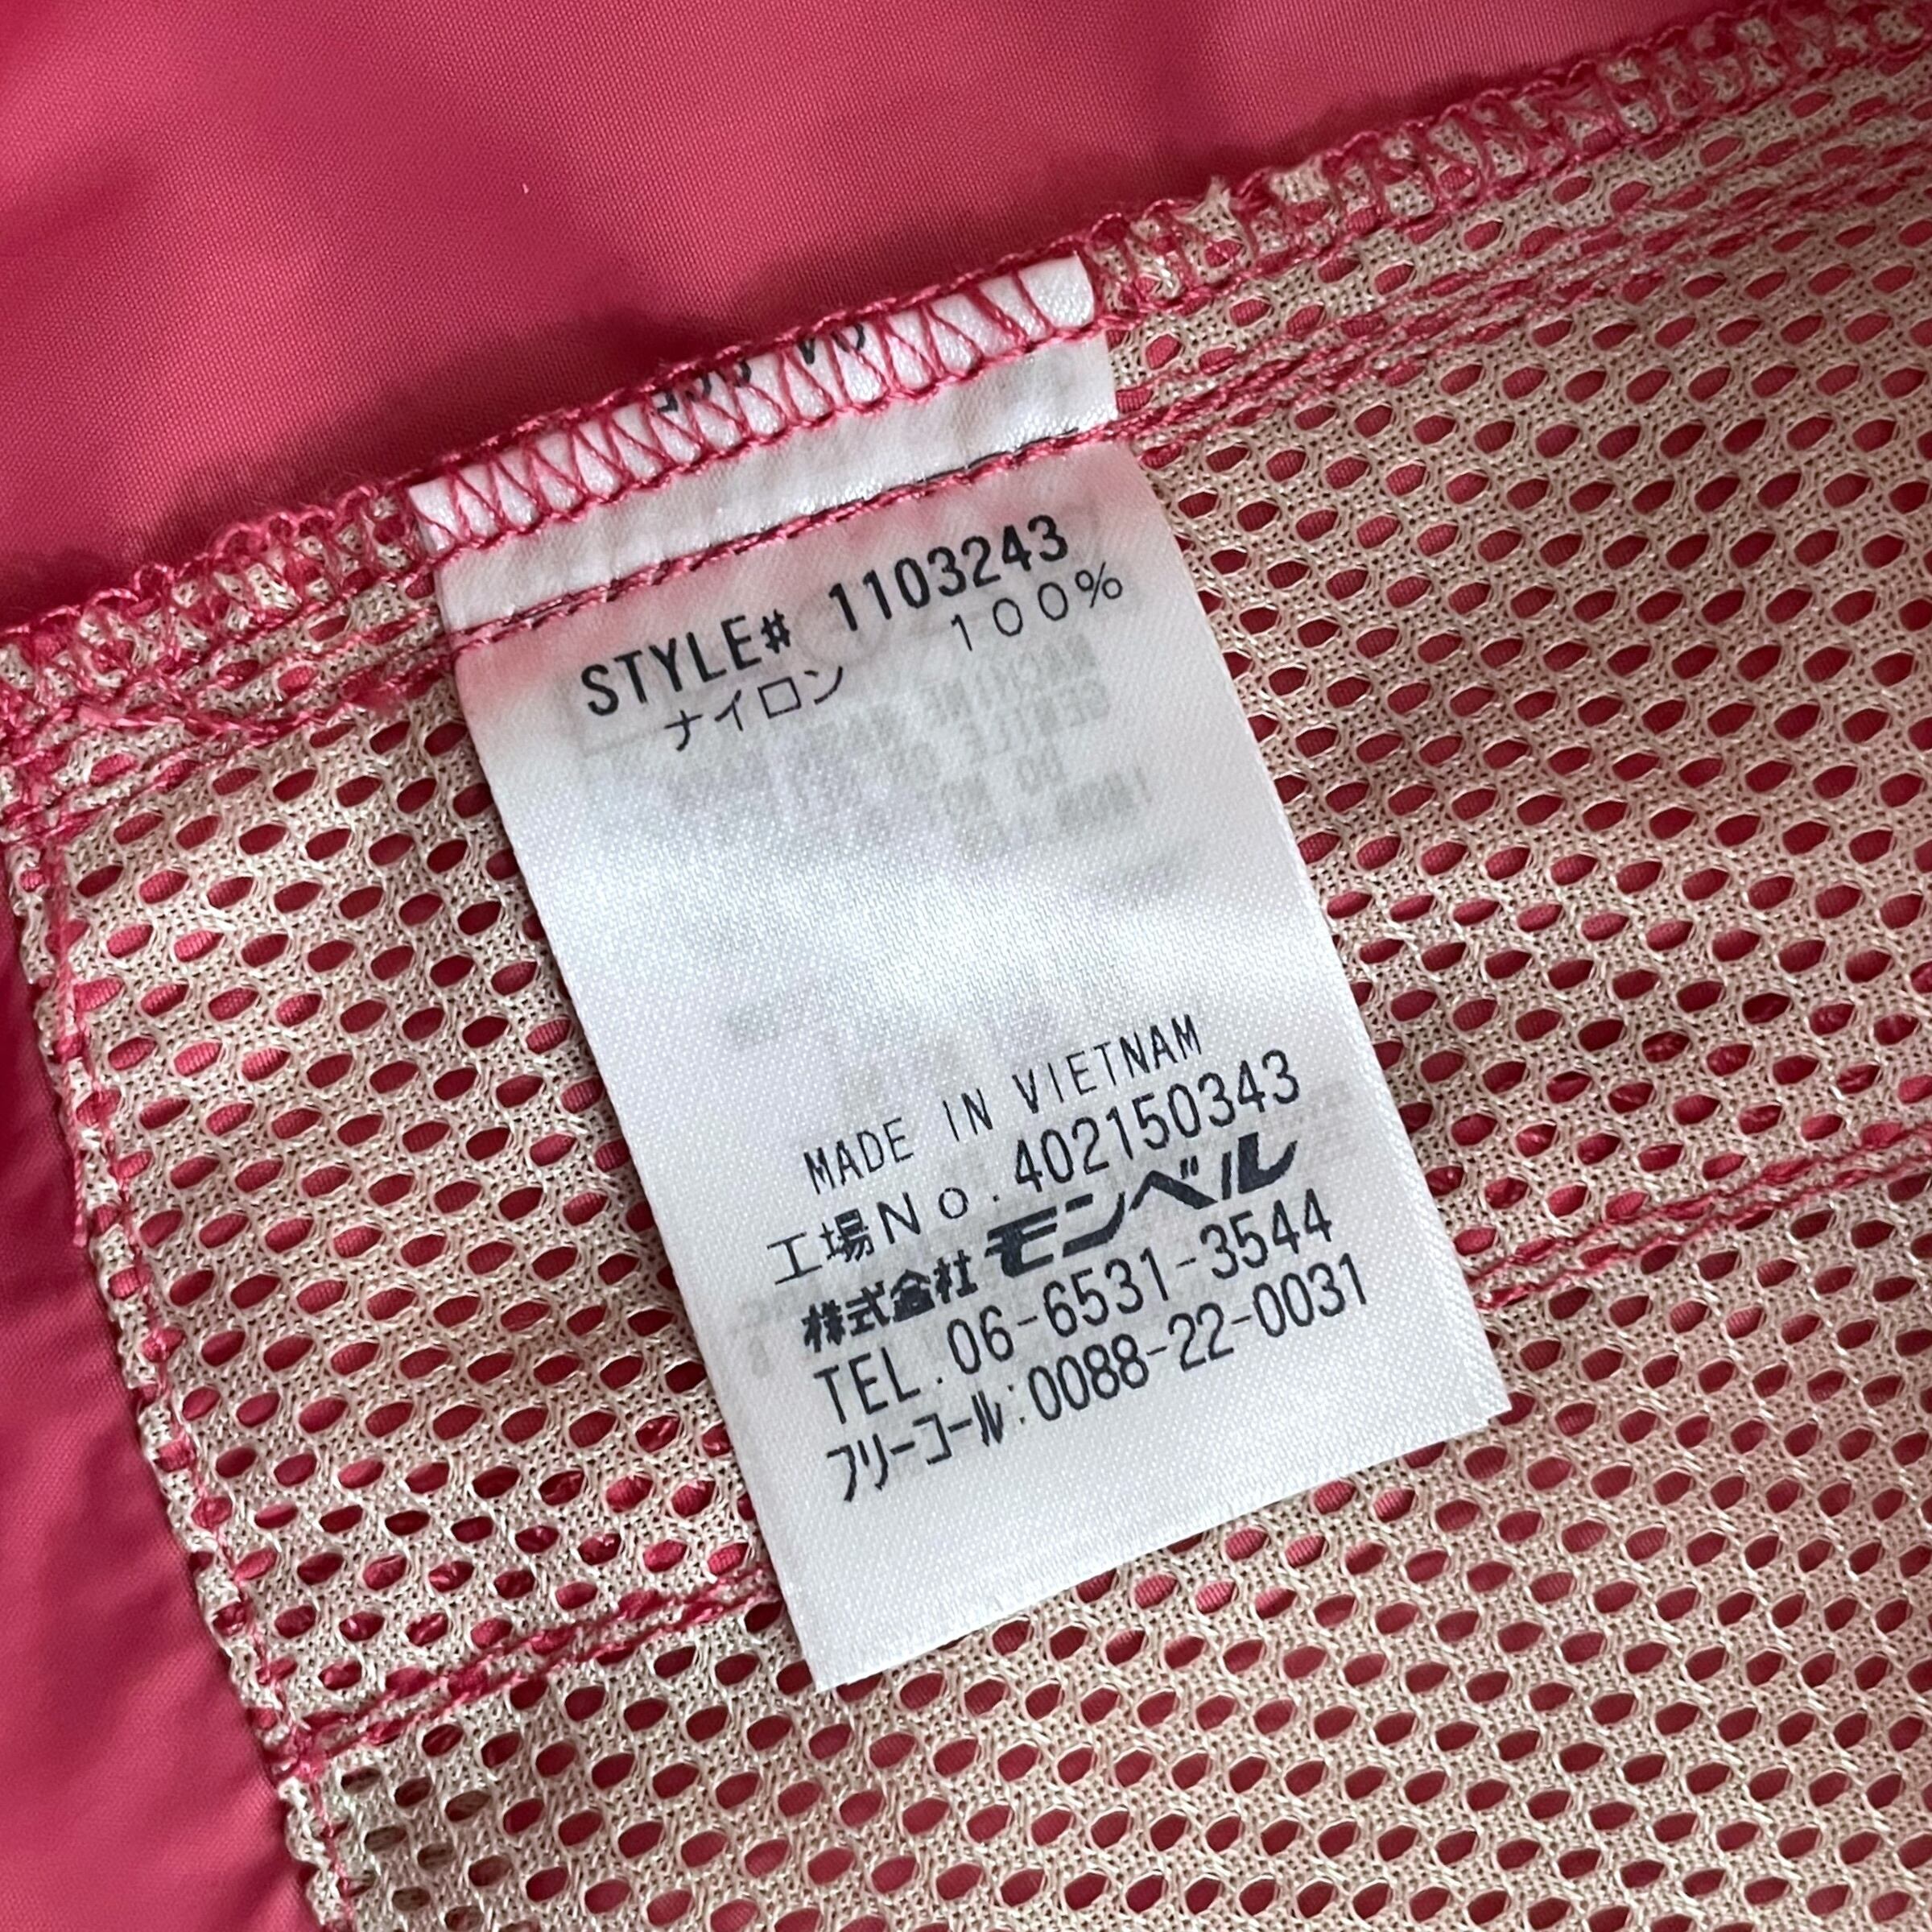 STYLE# 1103243
ナイロン 100%
MADE IN VIETNAM
工場No.402150343
株式会社モンベル
TEL.06-6531-3544
フリーコール:0088-22-0031